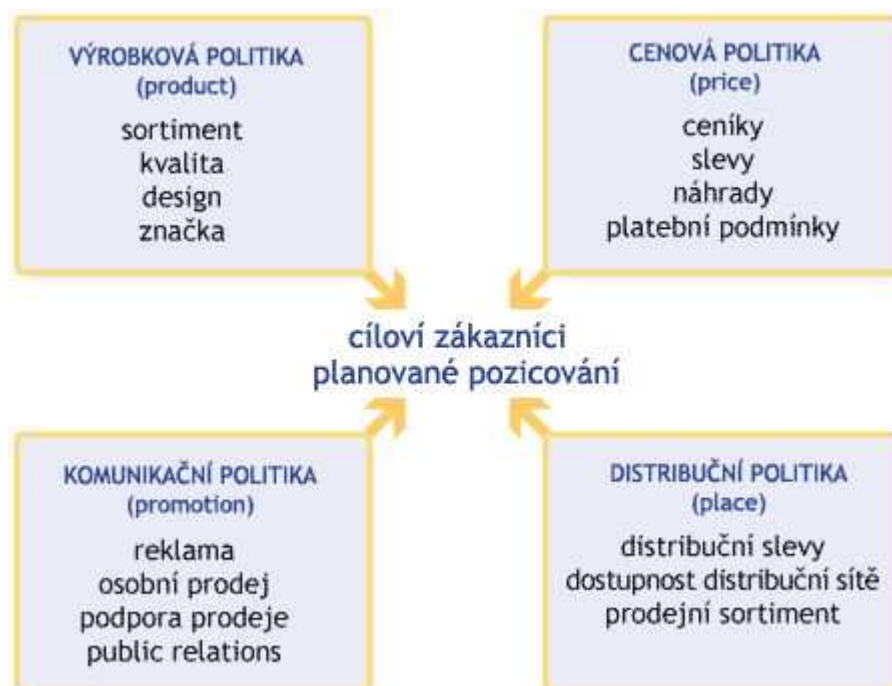 VÝROBKOVÁ POLITIKA
(product)
sortiment
kvalita
design
značka
CENOVÁ POLITIKA
(price)
ceníky
slevy
náhrady
platební podmínky
cíloví zákazníci
planované pozicování
KOMUNIKAČNÍ POLITIKA
(promotion)
reklama
osobní prodej
podpora prodeje
public relations
DISTRIBUČNÍ POLITIKA
(place)
distribuční slevy
dostupnost distribuční sítě
prodejní sortiment